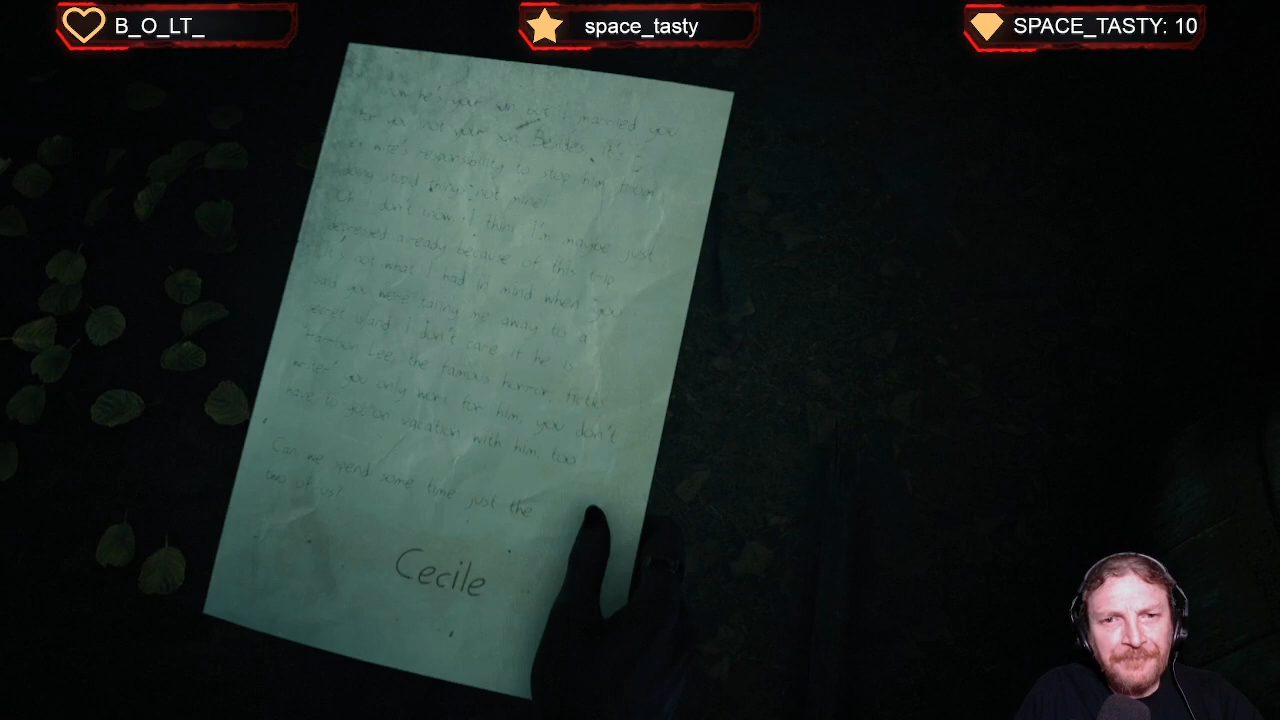 B_O_LT_
space_tasty
SPACE_TASTY: 10
he's your son but I married you
for you not your son. Besides, it's
wife's responsibility to stop him from
doing stupid things, not mine!
Oh I don't know. I think I'm maybe just
depressed already because of this trip
not what I had in mind when you
said you were taking me away to a
secret island. I don't care if he is
Lee, the famous horror
writer, you only work for him, you don't
have to go on vacation with him, too
Can we spend some time just the
two of us?
Cecile